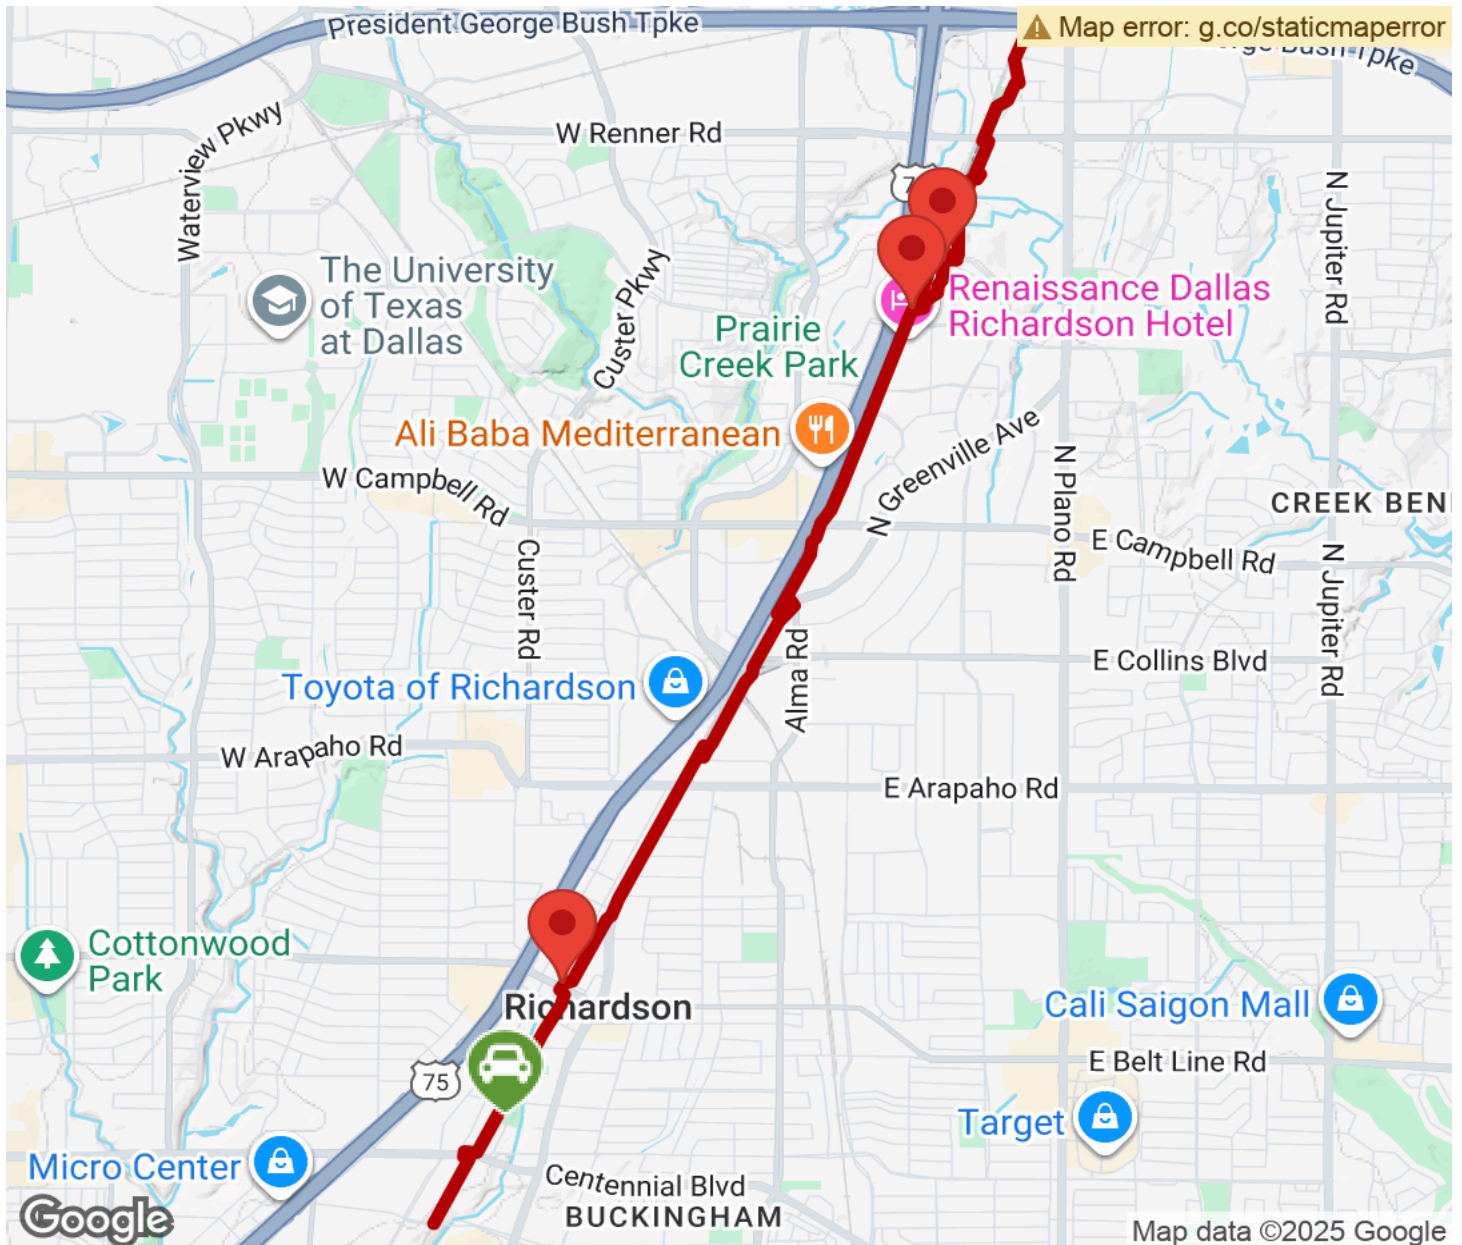 President George Bush Tpke
Map error: g.co/staticmaperror
George Bush Tpke
Waterview Pkwy
W Renner Rd
N Jupiter Rd
The University
of Texas
at Dallas
Custer Pkwy
Renaissance Dallas
Richardson Hotel
Prairie
Creek Park
Ali Baba Mediterranean
N Greenville Ave
W Campbell Rd
N Plano Rd
CREEK BEN
E Campbell Rd
Custer Rd
N Jupiter Rd
Alma Rd
E Collins Blvd
Toyota of Richardson
W Arapaho Rd
E Arapaho Rd
Cottonwood
Park
Richardson
Cali Saigon Mall
E Belt Line Rd
75
Target
Micro Center
Centennial Blvd
BUCKINGHAM
Google
Map data ©2025 Google